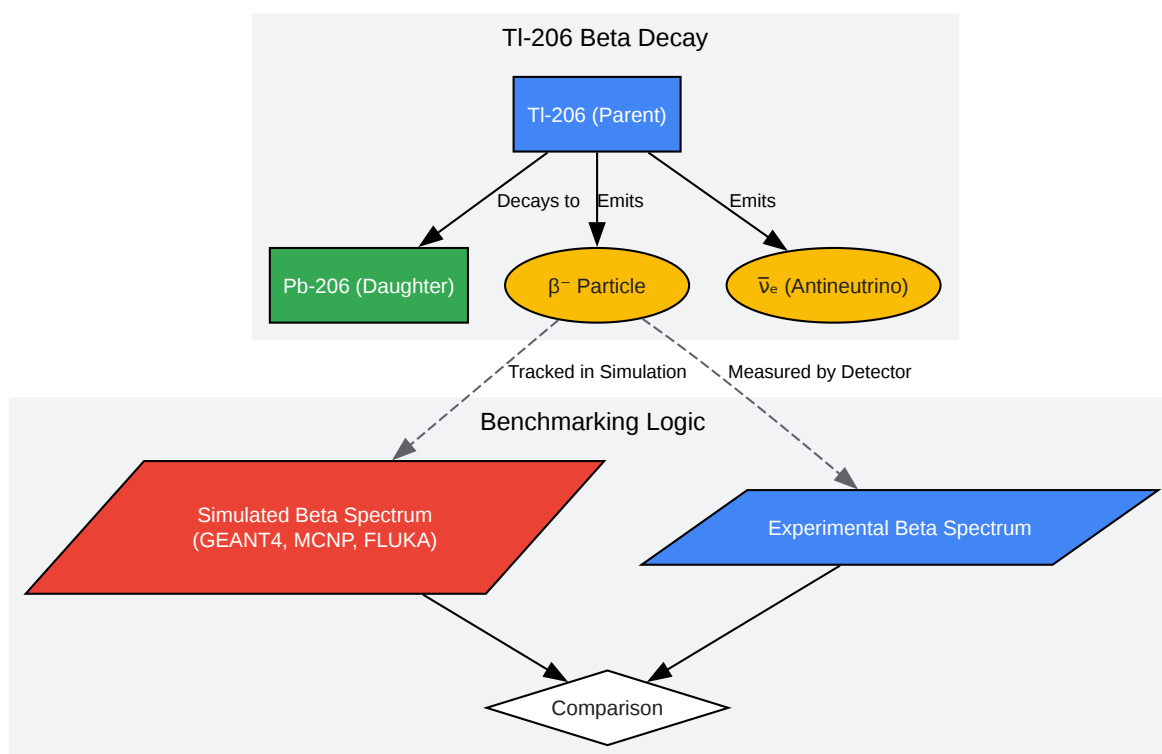 Tl-206 Beta Decay
Tl-206 (Parent)
Decays to
Emits
Emits
Pb-206 (Daughter)
β⁻ Particle
ν̅ₑ (Antineutrino)
Tracked in Simulation
Measured by Detector
Benchmarking Logic
Simulated Beta Spectrum
(GEANT4, MCNP, FLUKA)
Experimental Beta Spectrum
Comparison